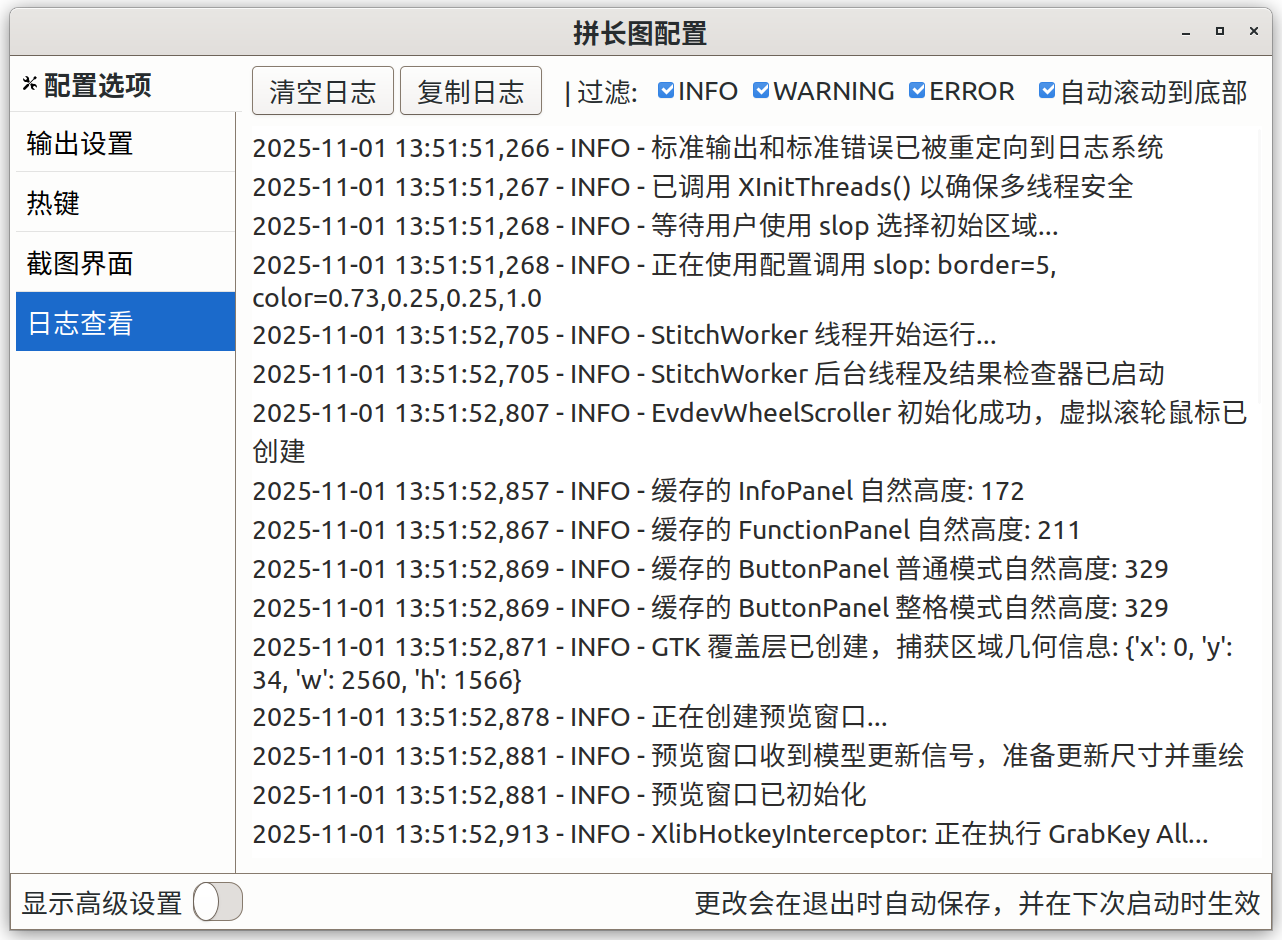 拼长图配置
配置选项
输出设置
热键
截图界面
日志查看
清空日志 复制日志 | 过滤: INFO WARNING ERROR 自动滚动到底部
2025-11-01 13:51:51,266 - INFO - 标准输出和标准错误已被重定向到日志系统
2025-11-01 13:51:51,267 - INFO - 已调用 XInitThreads() 以确保多线程安全
2025-11-01 13:51:51,268 - INFO - 等待用户使用 slop 选择初始区域...
2025-11-01 13:51:51,268 - INFO - 正在使用配置调用 slop: border=5,
color=0.73,0.25,0.25,1.0
2025-11-01 13:51:52,705 - INFO - StitchWorker 线程开始运行...
2025-11-01 13:51:52,705 - INFO - StitchWorker 后台线程及结果检查器已启动
2025-11-01 13:51:52,807 - INFO - EvdevWheelScroller 初始化成功，虚拟滚轮鼠标已
创建
2025-11-01 13:51:52,857 - INFO - 缓存的 InfoPanel 自然高度: 172
2025-11-01 13:51:52,867 - INFO - 缓存的 FunctionPanel 自然高度: 211
2025-11-01 13:51:52,869 - INFO - 缓存的 ButtonPanel 普通模式自然高度: 329
2025-11-01 13:51:52,869 - INFO - 缓存的 ButtonPanel 整格模式自然高度: 329
2025-11-01 13:51:52,871 - INFO - GTK 覆盖层已创建，捕获区域几何信息: {'x': 0, 'y':
34, 'w': 2560, 'h': 1566}
2025-11-01 13:51:52,878 - INFO - 正在创建预览窗口...
2025-11-01 13:51:52,881 - INFO - 预览窗口收到模型更新信号，准备更新尺寸并重绘
2025-11-01 13:51:52,881 - INFO - 预览窗口已初始化
2025-11-01 13:51:52,913 - INFO - XlibHotkeyInterceptor: 正在执行 GrabKey All...
显示高级设置
更改会在退出时自动保存，并在下次启动时生效